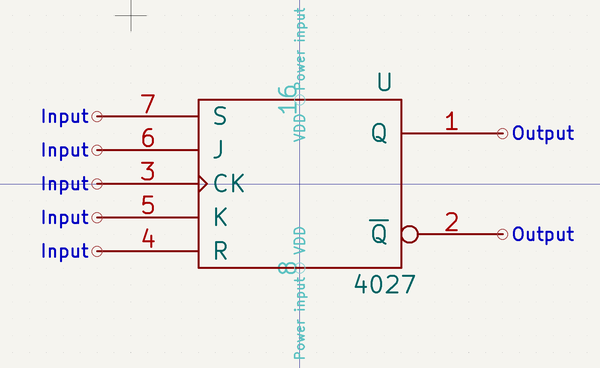 Power input
16
VDD
U
Input 7 S
Input 6 J
Input 3 CK
Input 5 K
Input 4 R
Q 1 Output
Q̅ 2 Output
VDD
8
Power input
4027